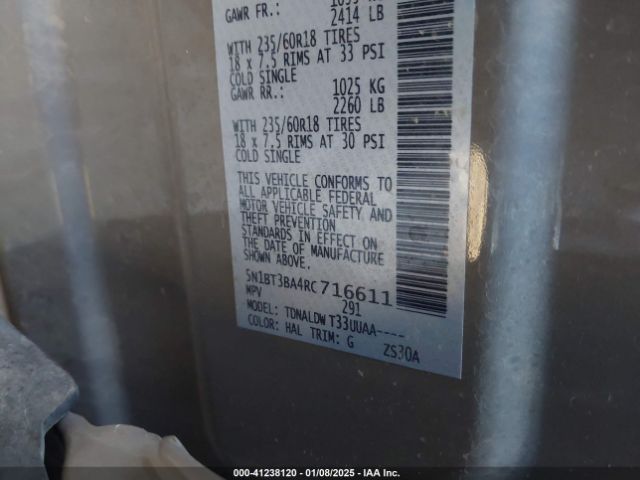 GAWR FR.:
2414 LB
WITH 235/60R18 TIRES
18 x 7.5 RIMS AT 33 PSI
COLD SINGLE
GAWR RR.: 1025 KG
2260 LB
WITH 235/60R18 TIRES
18 x 7.5 RIMS AT 30 PSI
COLD SINGLE
THIS VEHICLE CONFORMS TO
ALL APPLICABLE FEDERAL
MOTOR VEHICLE SAFETY AND
THEFT PREVENTION
STANDARDS IN EFFECT ON
THE DATE OF MANUFACTURE
SHOWN ABOVE.
5N1BT3BA4RC716611
MPV 291
MODEL: TDNALDW T33UUAA----
COLOR: HAL TRIM: G ZS30A
000-41238120 • 01/08/2025 • IAA Inc.